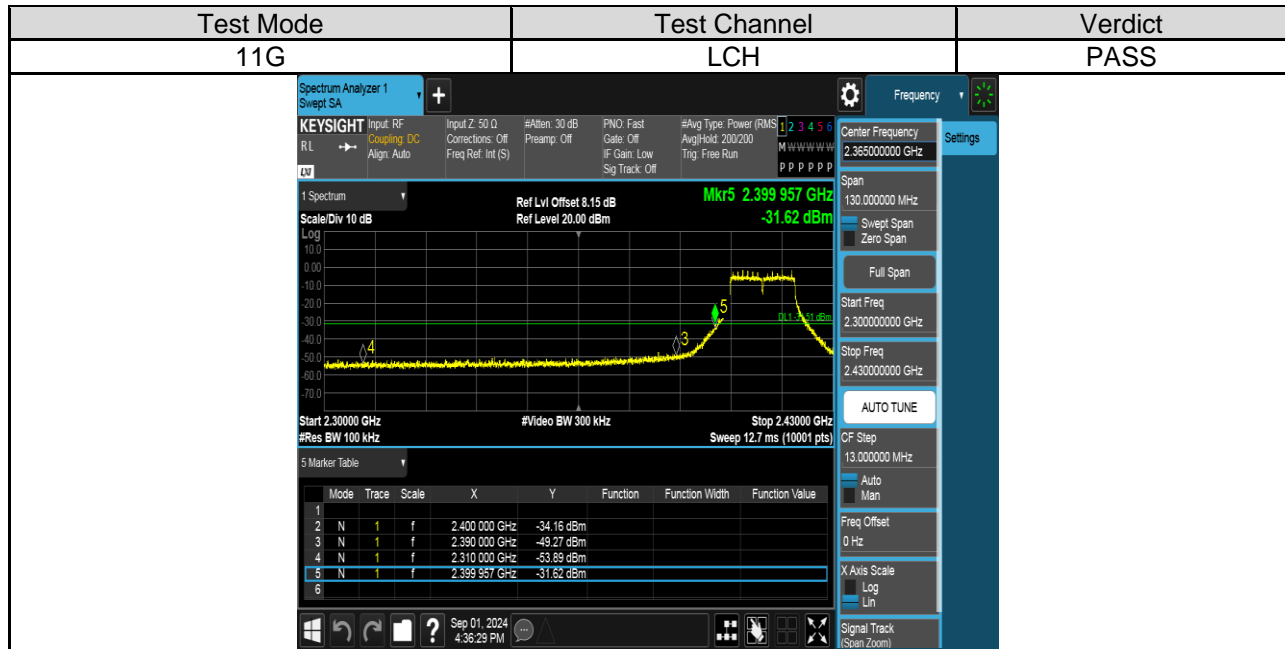 Test Mode Test Channel Verdict
11G LCH PASS
Spectrum Analyzer 1
Swept SA
Frequency
KEYSIGHT
RL
LXI
Input: RF
Coupling: DC
Align: Auto
Input Z: 50 Ω
Corrections: Off
Freq Ref: Int (S)
#Atten: 30 dB
Preamp: Off
PNO: Fast
Gate: Off
IF Gain: Low
Sig Track: Off
#Avg Type: Power (RMS
Avg|Hold: 200/200
Trig: Free Run
1 2 3 4 5 6
M W W W W W
P P P P P P
1 Spectrum
Scale/Div 10 dB
Ref Lvl Offset 8.15 dB
Ref Level 20.00 dBm
Mkr5 2.399 957 GHz
-31.62 dBm
Log
10.0
0.00
-10.0
-20.0
-30.0
-40.0
-50.0
-60.0
-70.0
5
3
4
Start 2.30000 GHz
#Res BW 100 kHz
#Video BW 300 kHz
Stop 2.43000 GHz
Sweep 12.7 ms (10001 pts)
5 Marker Table
Mode Trace Scale X Y Function Function Width Function Value
1
2 N 1 f 2.400 000 GHz -34.16 dBm
3 N 1 f 2.390 000 GHz -49.27 dBm
4 N 1 f 2.310 000 GHz -53.89 dBm
5 N 1 f 2.399 957 GHz -31.62 dBm
6
Sep 01, 2024
4:36:29 PM
Settings
Center Frequency
2.365000000 GHz
Span
130.000000 MHz
Swept Span
Zero Span
Full Span
Start Freq
2.300000000 GHz
Stop Freq
2.430000000 GHz
AUTO TUNE
CF Step
13.000000 MHz
Auto
Man
Freq Offset
0 Hz
X Axis Scale
Log
Lin
Signal Track
(Span Zoom)